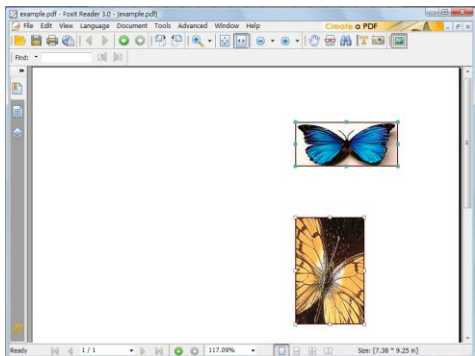 example.pdf - Foxit Reader 3.0 - [example.pdf]
File Edit View Language Document Tools Advanced Window Help
Create a PDF
Find:
Ready
1 / 1
117.09%
Size: [7.38 * 9.25 in]